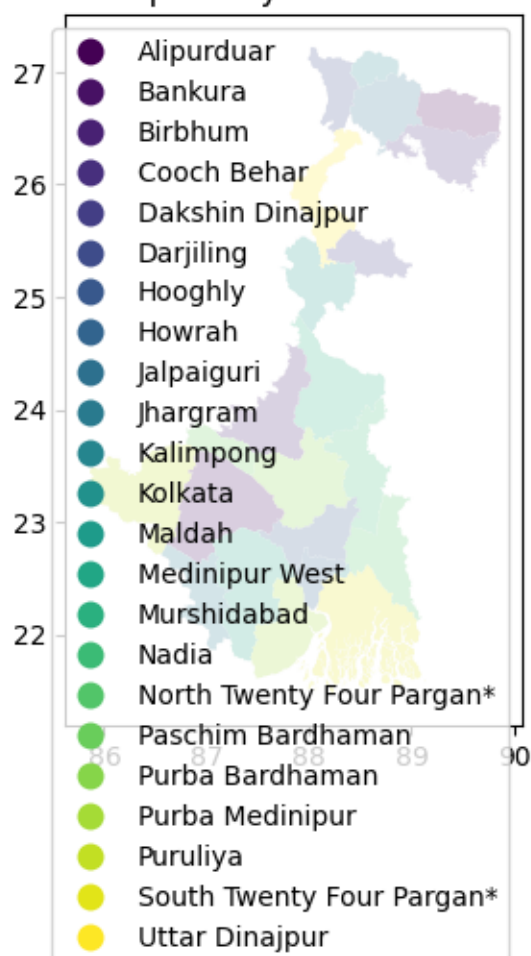 27
26
25
24
23
22
86 87 88 89 90
Alipurduar
Bankura
Birbhum
Cooch Behar
Dakshin Dinajpur
Darjiling
Hooghly
Howrah
Jalpaiguri
Jhargram
Kalimpong
Kolkata
Maldah
Medinipur West
Murshidabad
Nadia
North Twenty Four Pargan*
Paschim Bardhaman
Purba Bardhaman
Purba Medinipur
Puruliya
South Twenty Four Pargan*
Uttar Dinajpur